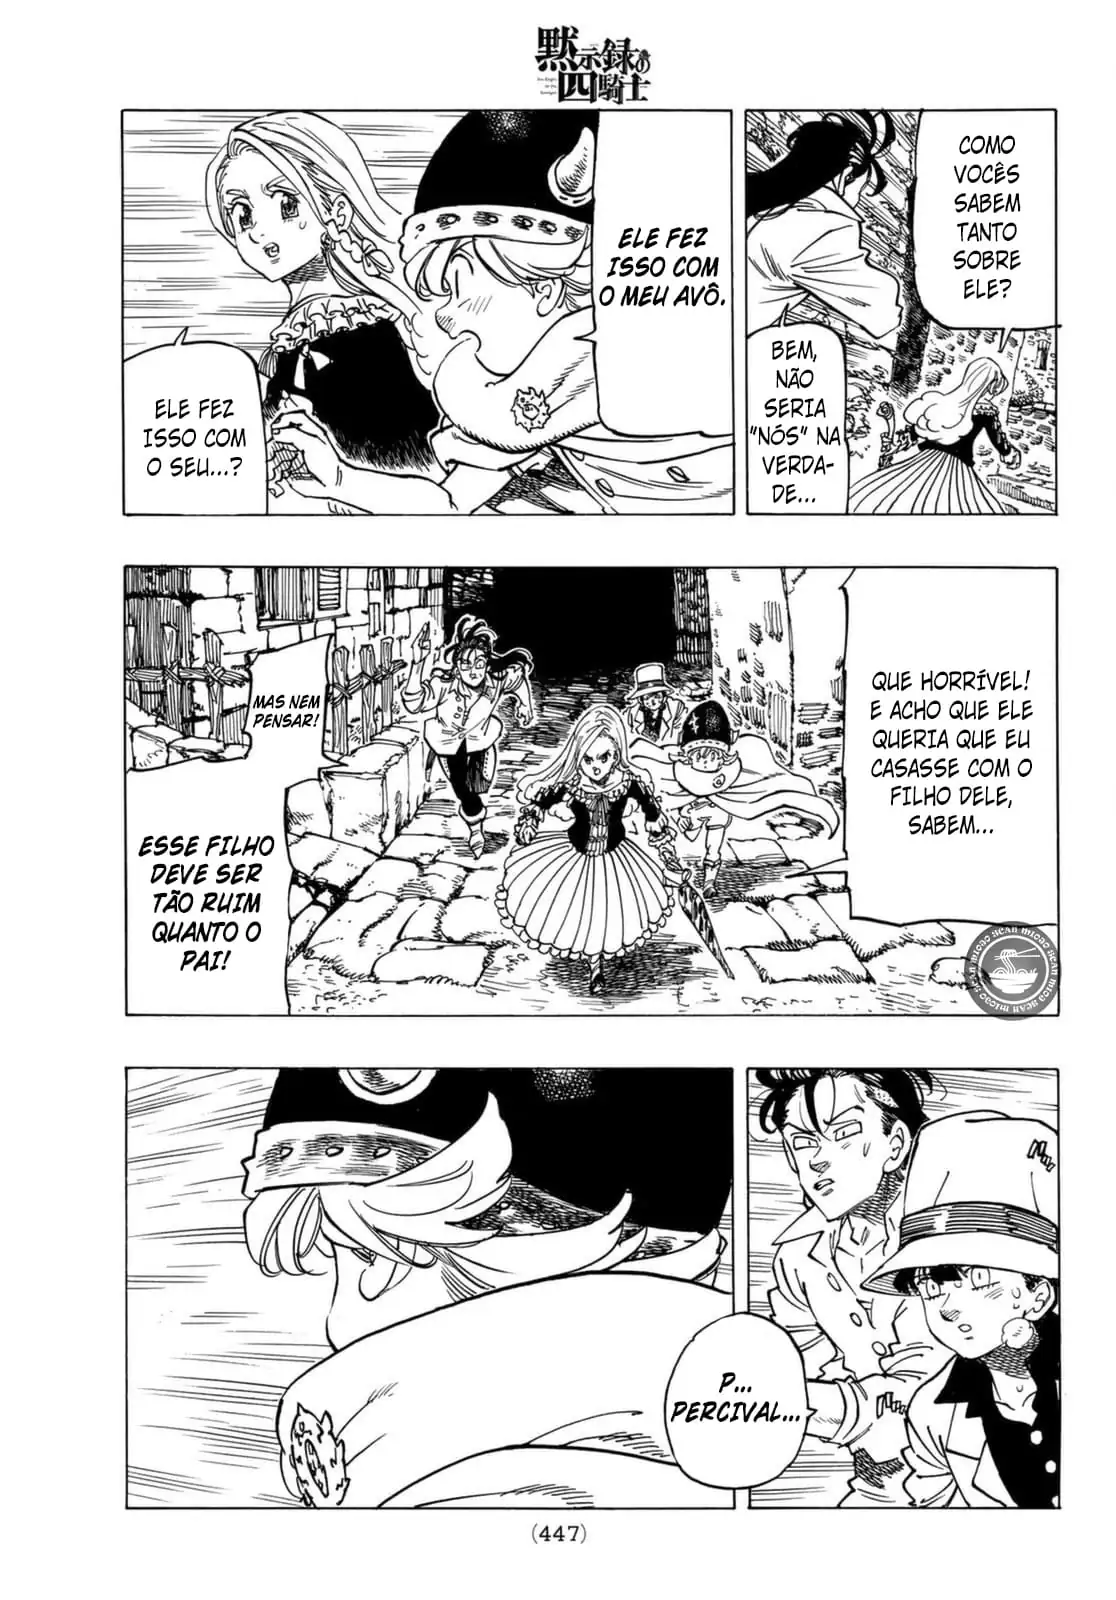 黙示録の
四騎士
COMO
VOCÊS
SABEM
TANTO
SOBRE
ELE?
BEM,
NÃO
SERIA
"NÓS" NA
VERDA-
DE...
ELE FEZ
ISSO COM
O MEU AVÔ.
ELE FEZ
ISSO COM
O SEU...?
QUE HORRÍVEL!
E ACHO QUE ELE
QUERIA QUE EU
CASASSE COM O
FILHO DELE,
SABEM...
MAS NEM
PENSAR!
ESSE FILHO
DEVE SER
TÃO RUIM
QUANTO O
PAI!
P...
PERCIVAL...
(447)